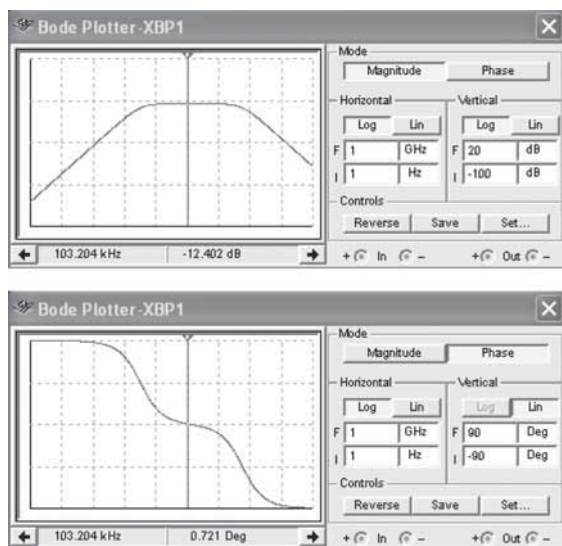 Bode Plotter-XBP1
Mode
Magnitude Phase
Horizontal Vertical
Log Lin Log Lin
F 1 GHz F 20 dB
I 1 Hz I -100 dB
Controls
Reverse Save Set...
103.204 kHz -12.402 dB + In - + Out -
Bode Plotter-XBP1
Mode
Magnitude Phase
Horizontal Vertical
Log Lin Log Lin
F 1 GHz F 90 Deg
I 1 Hz I -90 Deg
Controls
Reverse Save Set...
103.204 kHz 0.721 Deg + In - + Out -